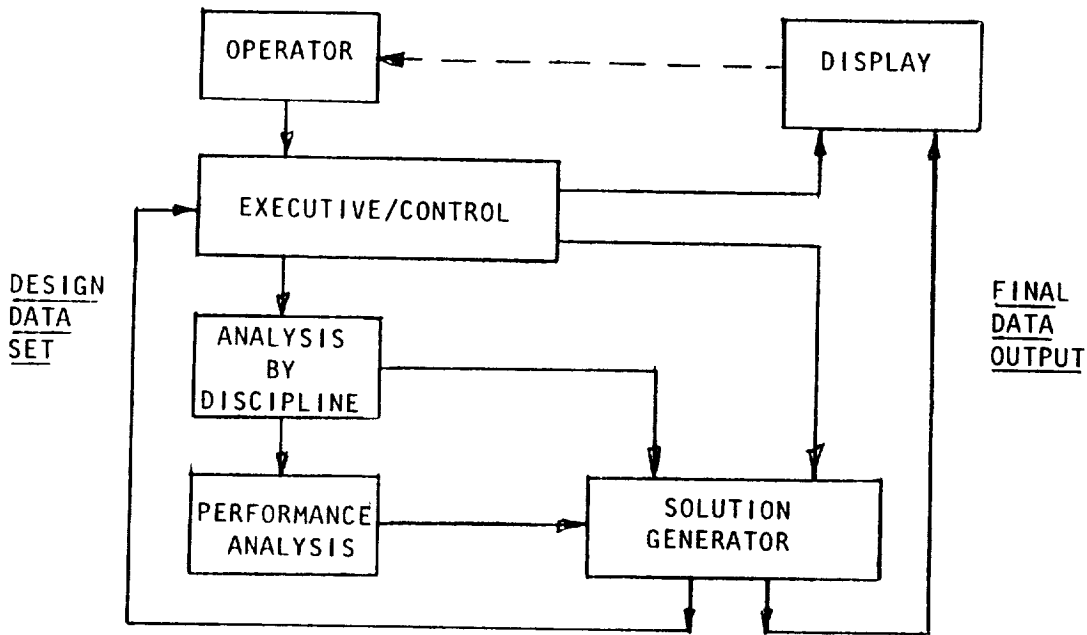 OPERATOR
DISPLAY
EXECUTIVE/CONTROL
DESIGN
DATA
SET
FINAL
DATA
OUTPUT
ANALYSIS
BY
DISCIPLINE
PERFORMANCE
ANALYSIS
SOLUTION
GENERATOR